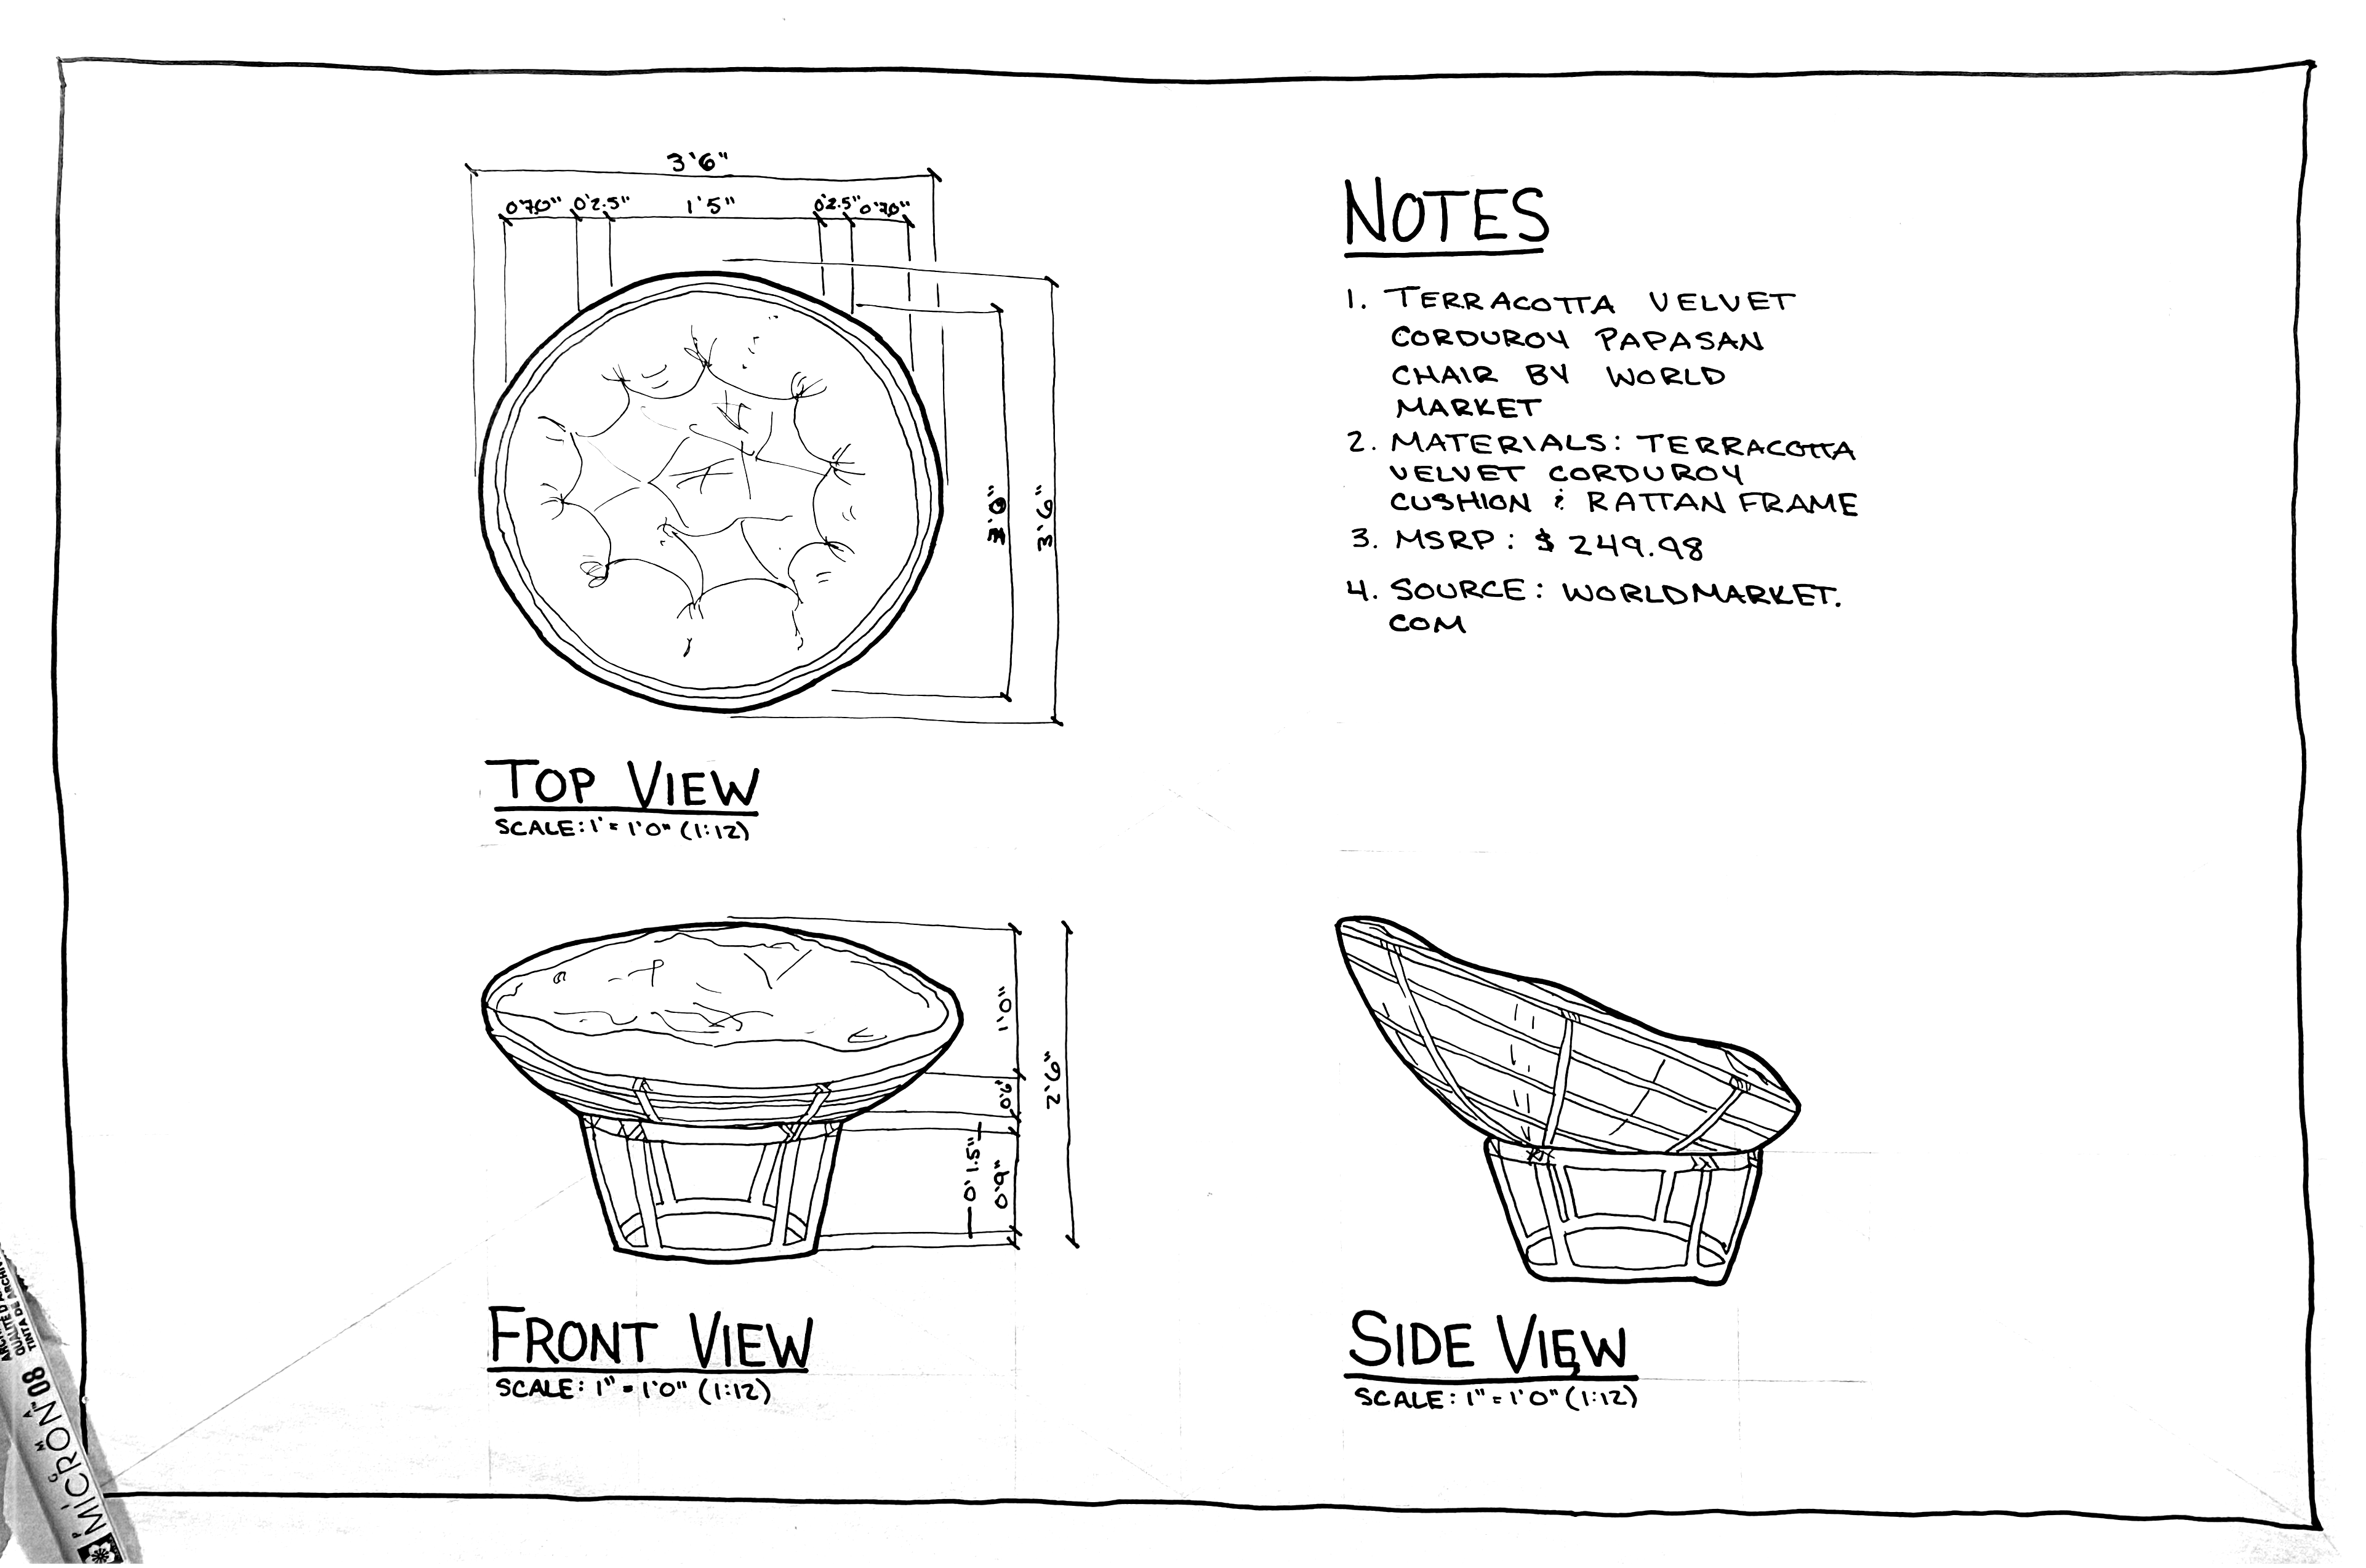 3'6"
0'7.0" 0'2.5" 1'5" 0'2.5" 0'7.0"
3'0"
3'6"
TOP VIEW
SCALE: 1' = 1'0" (1:12)
NOTES
1. TERRACOTTA VELVET
CORDUROY PAPASAN
CHAIR BY WORLD
MARKET
2. MATERIALS: TERRACOTTA
VELVET CORDUROY
CUSHION & RATTAN FRAME
3. MSRP: $ 249.98
4. SOURCE: WORLDMARKET.
COM
1'0"
0'6"
2'6"
0'1.5"
0'9"
FRONT VIEW
SCALE: 1" = 1'0" (1:12)
SIDE VIEW
SCALE: 1" = 1'0" (1:12)
MICRON 08